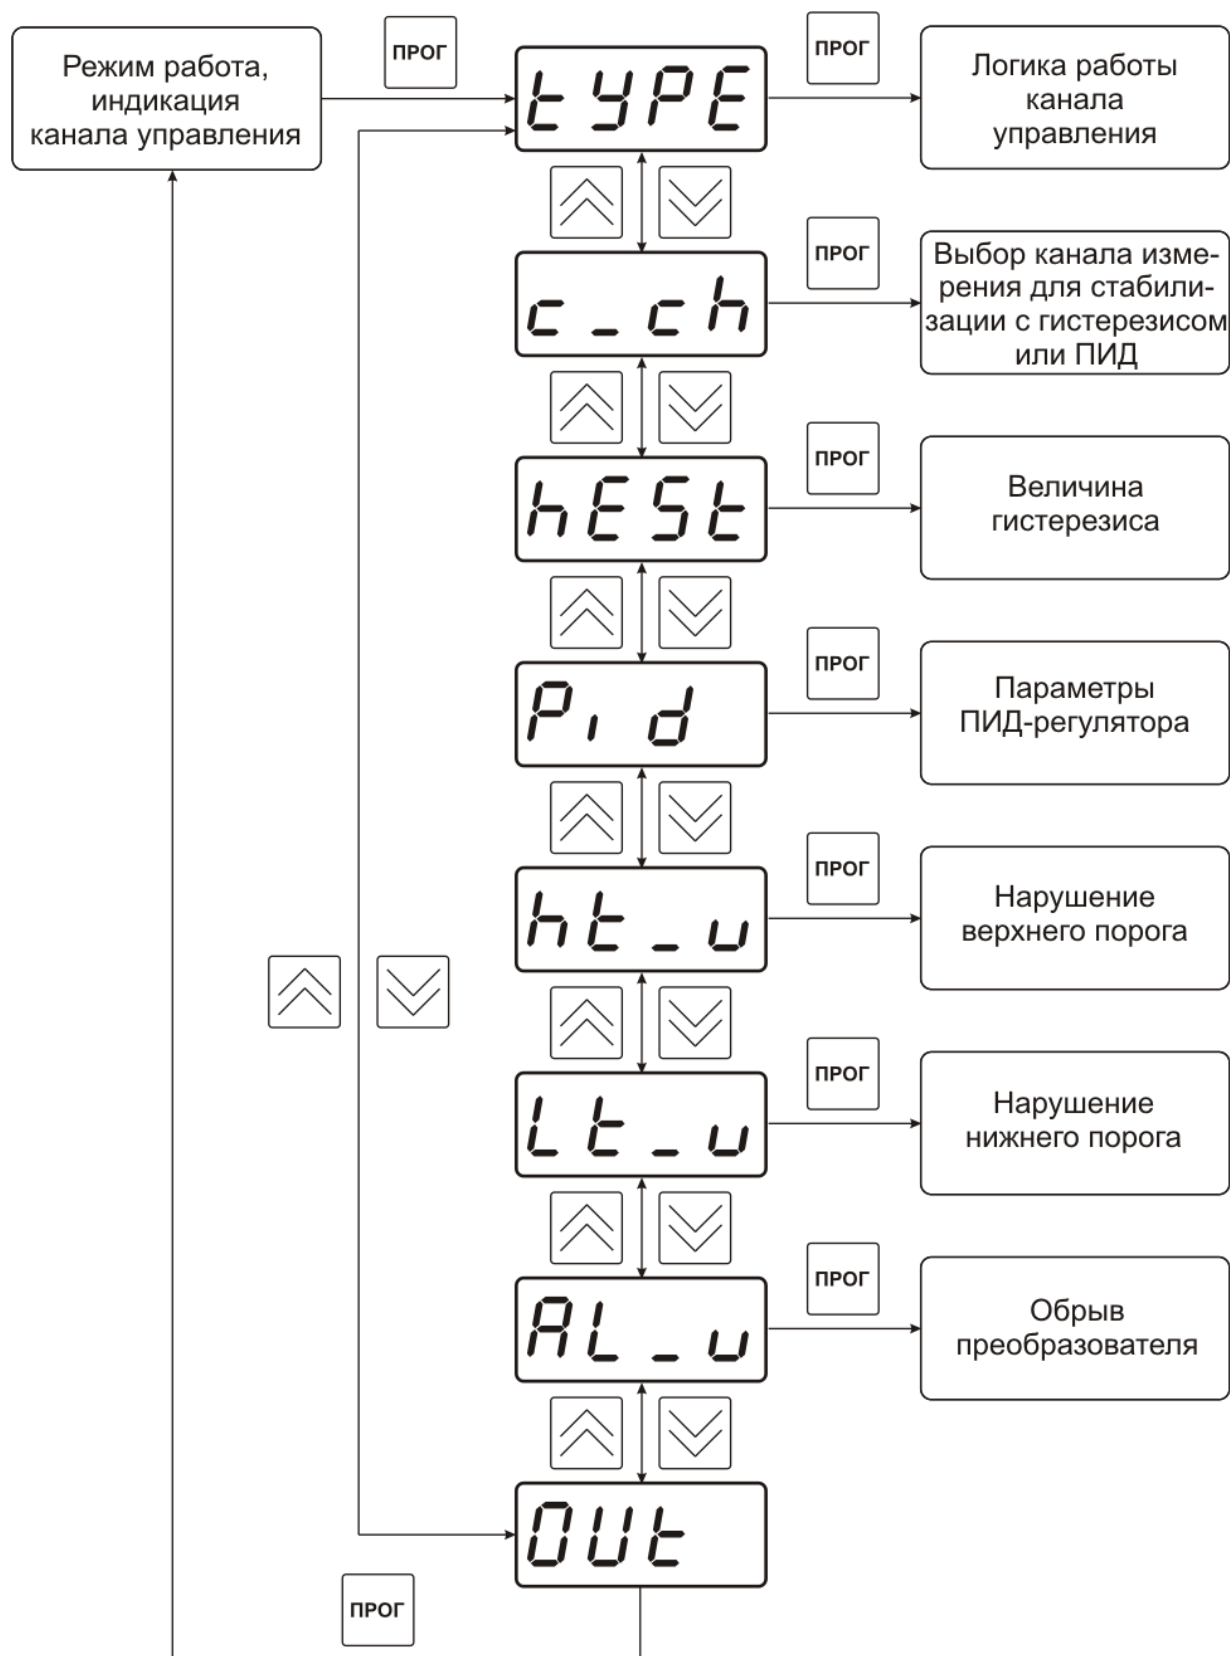 Режим работа,
индикация
канала управления
ПРОГ
tYPE
ПРОГ
Логика работы
канала
управления
c_ch
ПРОГ
Выбор канала изме-
рения для стабили-
зации с гистерезисом
или ПИД
hESt
ПРОГ
Величина
гистерезиса
Pi d
ПРОГ
Параметры
ПИД-регулятора
ht_u
ПРОГ
Нарушение
верхнего порога
Lt_u
ПРОГ
Нарушение
нижнего порога
AL_u
ПРОГ
Обрыв
преобразователя
OUt
ПРОГ